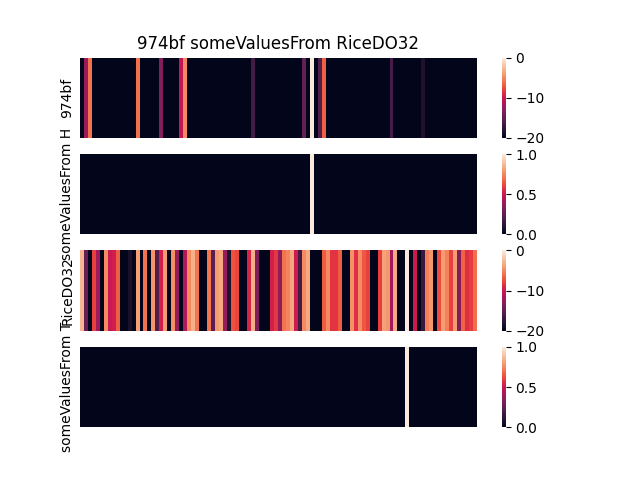 974bf someValuesFrom RiceDO32
974bf
0
−10
−20
someValuesFrom H
1.0
0.5
0.0
RiceDO32
0
−10
−20
someValuesFrom T
1.0
0.5
0.0